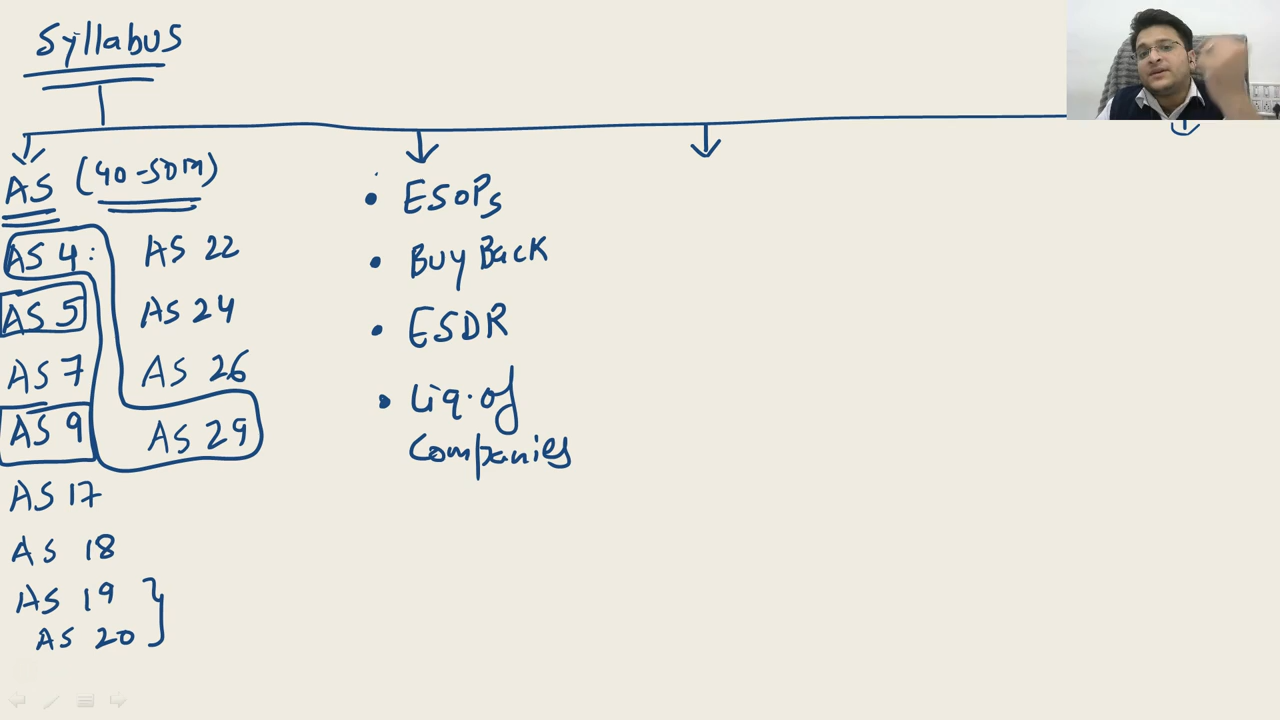 Syllabus
AS (40-50M)
AS 4:
AS 5
AS 7
AS 9
AS 17
AS 18
AS 19
AS 20
AS 22
AS 24
AS 26
AS 29
• ESOPs
• Buy Back
• ESDR
• Liq. of
Companies